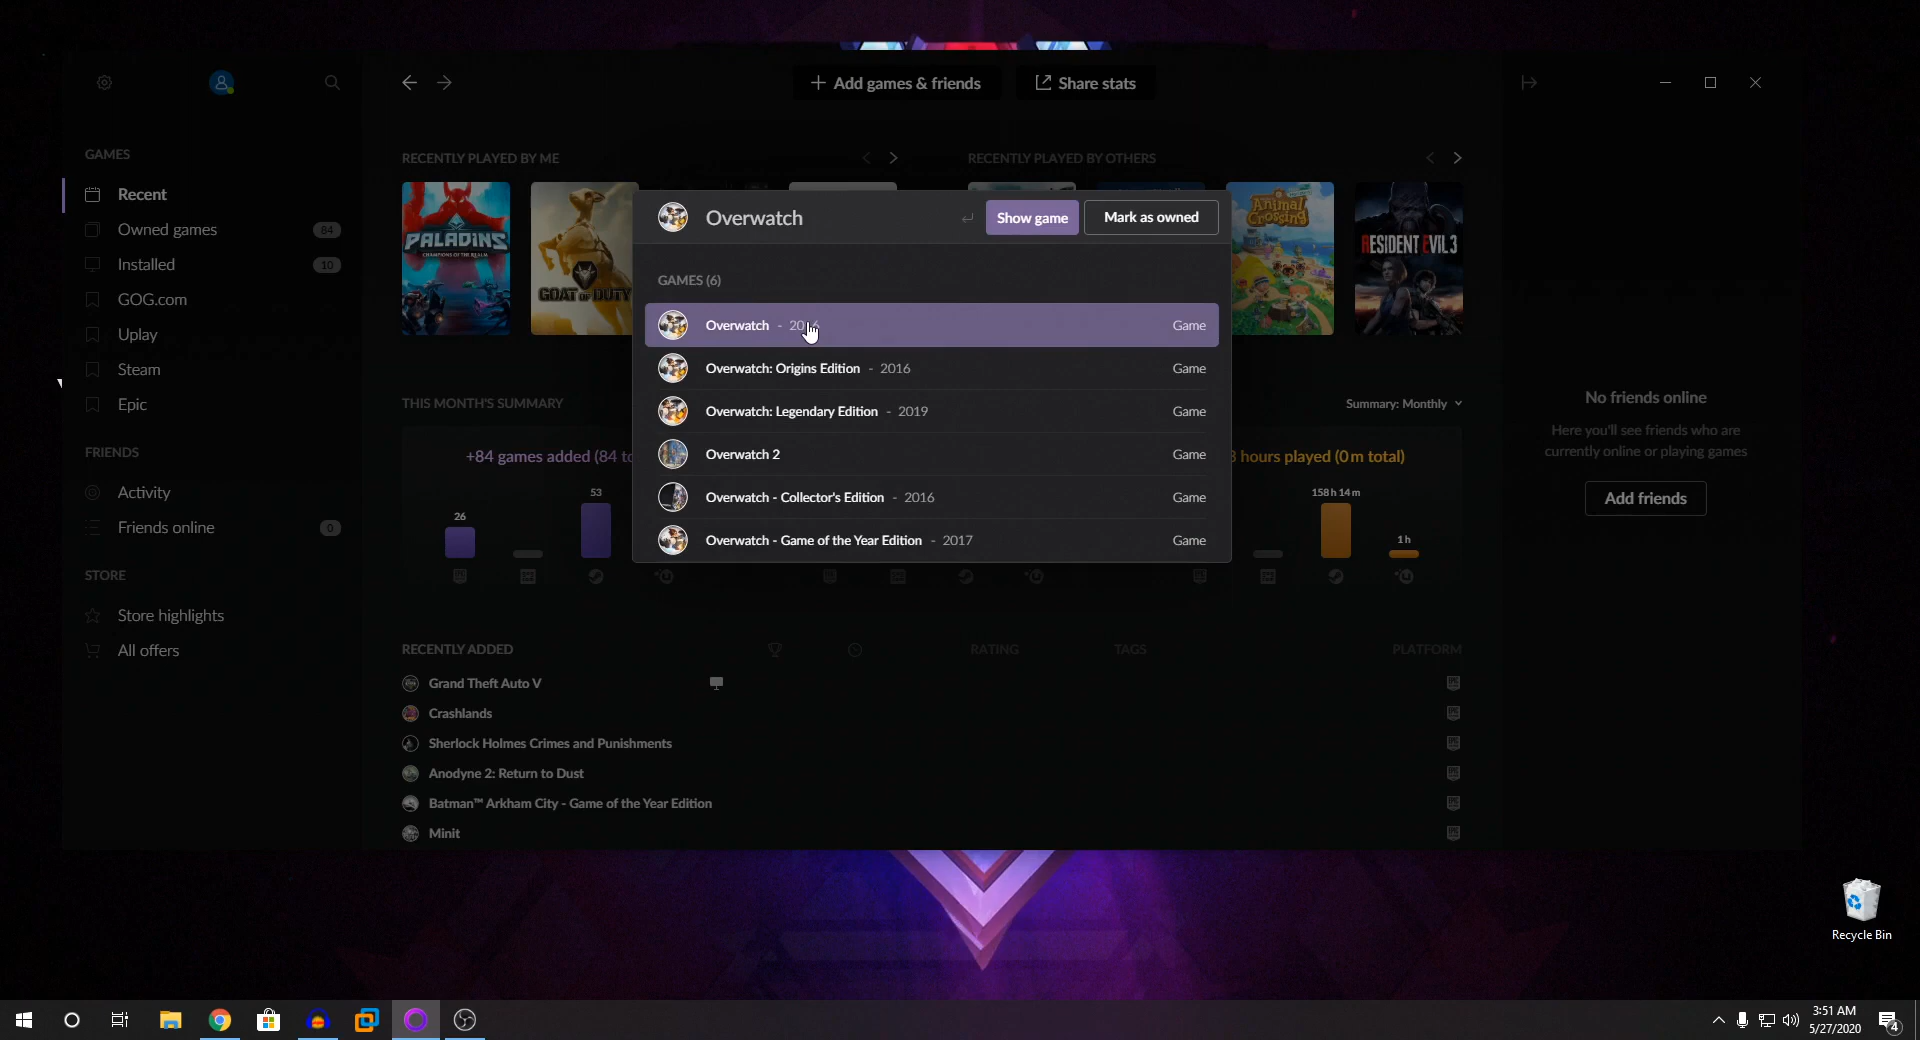 + Add games & friends
Share stats
GAMES
Recent
Owned games 84
Installed 10
GOG.com
Uplay
Steam
Epic
FRIENDS
Activity
Friends online 0
STORE
Store highlights
All offers
RECENTLY PLAYED BY ME
RECENTLY PLAYED BY OTHERS
PALADINS
CHAMPIONS OF THE REALM
GOAT OF DUTY
Animal Crossing
RESIDENT EVIL 3
Overwatch
Show game
Mark as owned
GAMES (6)
Overwatch - Game
Overwatch: Origins Edition - 2016 Game
Overwatch: Legendary Edition - 2019 Game
Overwatch 2 Game
Overwatch - Collector's Edition - 2016 Game
Overwatch - Game of the Year Edition - 2017 Game
THIS MONTH'S SUMMARY
Summary: Monthly
+84 games added (84
hours played (0m total)
26
53
158h 14m
1h
No friends online
Here you'll see friends who are
currently online or playing games
Add friends
RECENTLY ADDED RATING TAGS PLATFORM
Grand Theft Auto V
Crashlands
Sherlock Holmes Crimes and Punishments
Anodyne 2: Return to Dust
Batman™ Arkham City - Game of the Year Edition
Minit
Recycle Bin
3:51 AM
5/27/2020
4